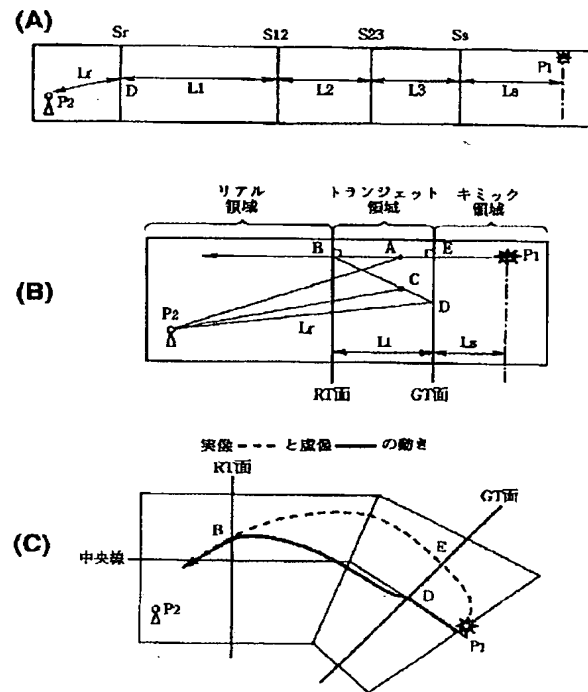 (A)
Sr S12 S23 Ss
Lr L1 L2 L3 Ls
P1
P2
D
(B)
リアル領域 トランジェット領域 キミック領域
B A E
P1
C
D
P2
Lr
Li Ls
RT面 GT面
(C)
実像 と虚像 の動き
RT面
GT面
B
E
中央線
D
P2
P1